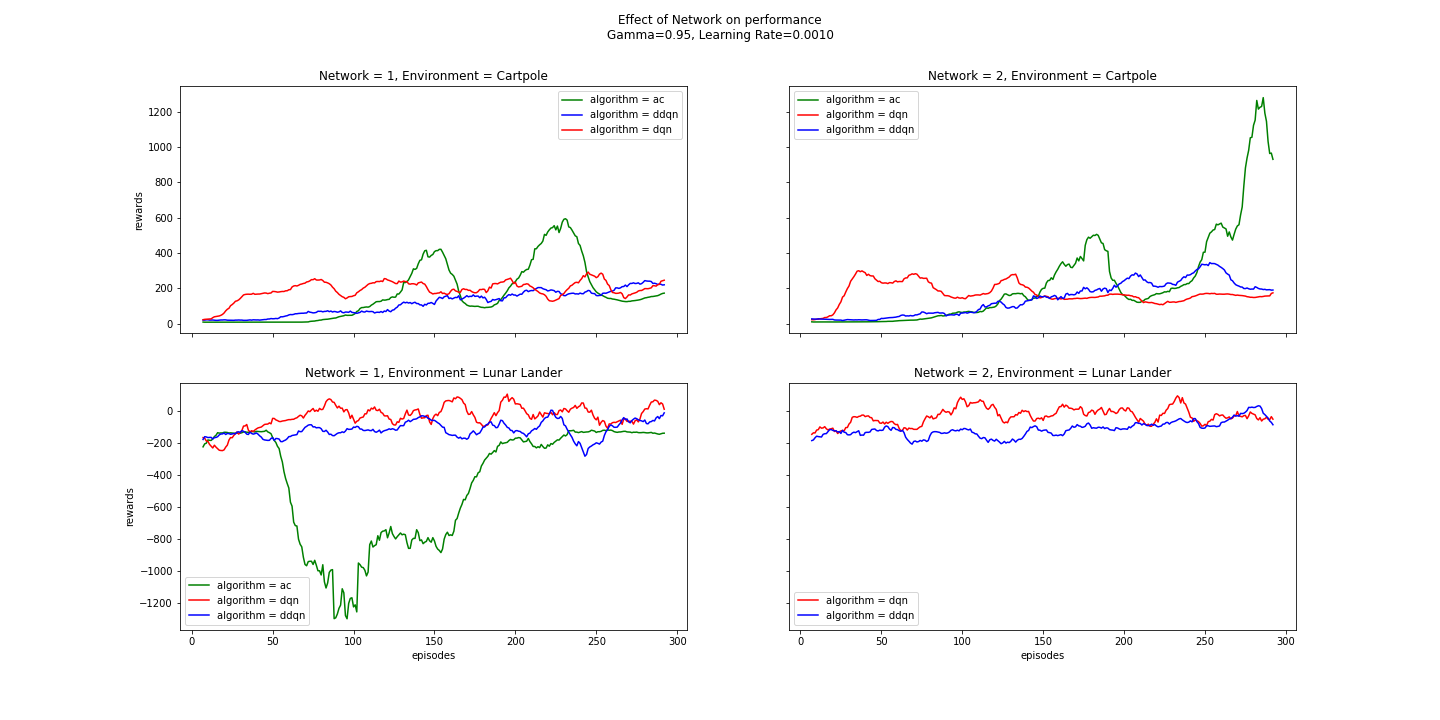 Effect of Network on performance
Gamma=0.95, Learning Rate=0.0010
Network = 1, Environment = Cartpole
rewards
1200
1000
800
600
400
200
0
algorithm = ac
algorithm = ddqn
algorithm = dqn
Network = 2, Environment = Cartpole
algorithm = ac
algorithm = dqn
algorithm = ddqn
Network = 1, Environment = Lunar Lander
rewards
0
−200
−400
−600
−800
−1000
−1200
algorithm = ac
algorithm = dqn
algorithm = ddqn
0 50 100 150 200 250 300
episodes
Network = 2, Environment = Lunar Lander
algorithm = dqn
algorithm = ddqn
0 50 100 150 200 250 300
episodes